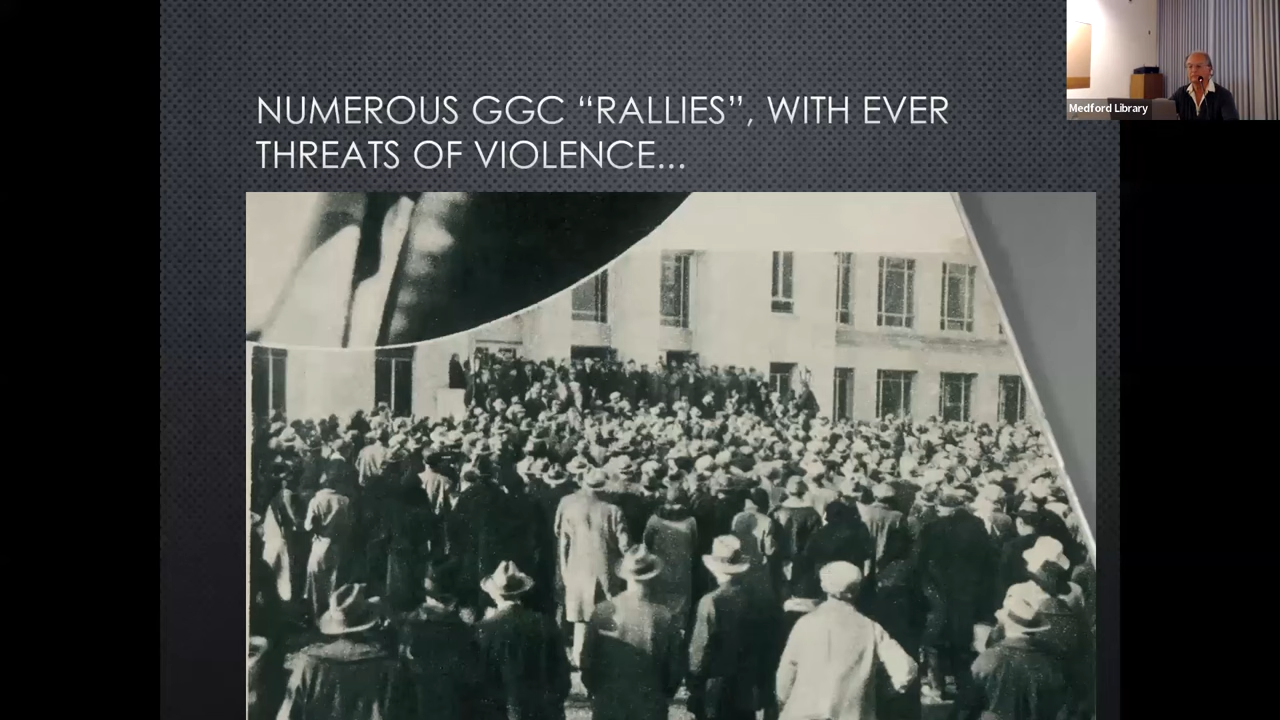 NUMEROUS GGC “RALLIES”, WITH EVER
THREATS OF VIOLENCE...
Medford Library